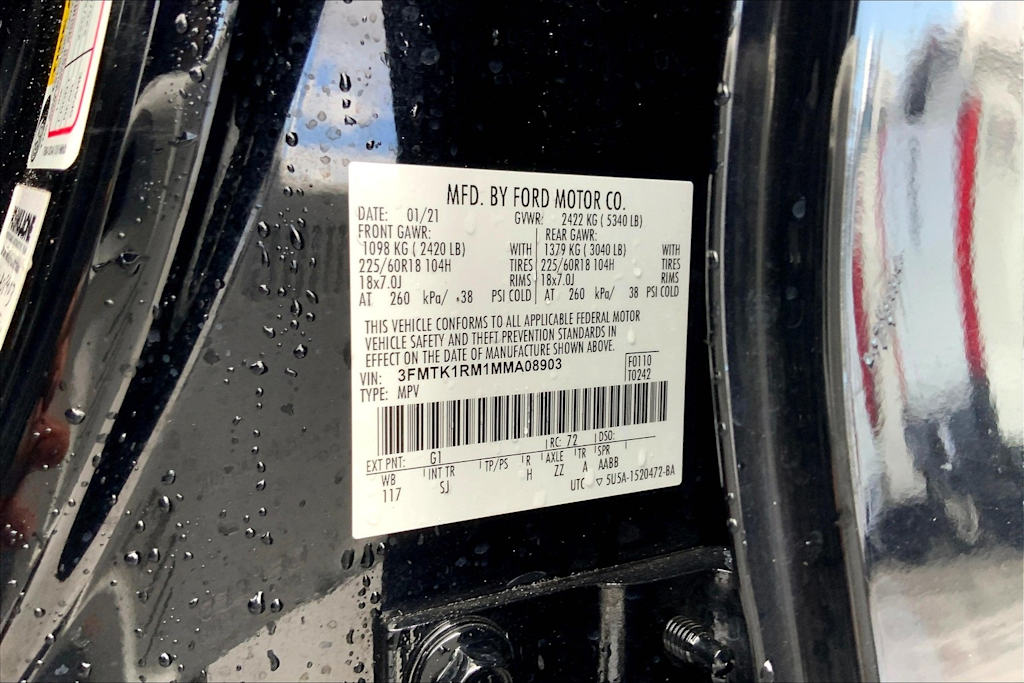 MFD. BY FORD MOTOR CO.
DATE: 01/21 GVWR: 2422 KG ( 5340 LB)
FRONT GAWR: REAR GAWR:
1098 KG ( 2420 LB) WITH 1379 KG ( 3040 LB) WITH
225/60R18 104H TIRES 225/60R18 104H TIRES
18x7.0J RIMS 18x7.0J RIMS
AT 260 kPa/ 38 PSI COLD AT 260 kPa/ 38 PSI COLD
THIS VEHICLE CONFORMS TO ALL APPLICABLE FEDERAL MOTOR
VEHICLE SAFETY AND THEFT PREVENTION STANDARDS IN
EFFECT ON THE DATE OF MANUFACTURE SHOWN ABOVE.
VIN: 3FMTK1RM1MMA08903 F0110
TYPE: MPV T0242
EXT PNT: G1 RC: 72 DSO:
WB INT TR TP/PS R AXLE TR SPR
117 SJ H ZZ A AABB
UTC ▽ 5U5A-1520472-BA